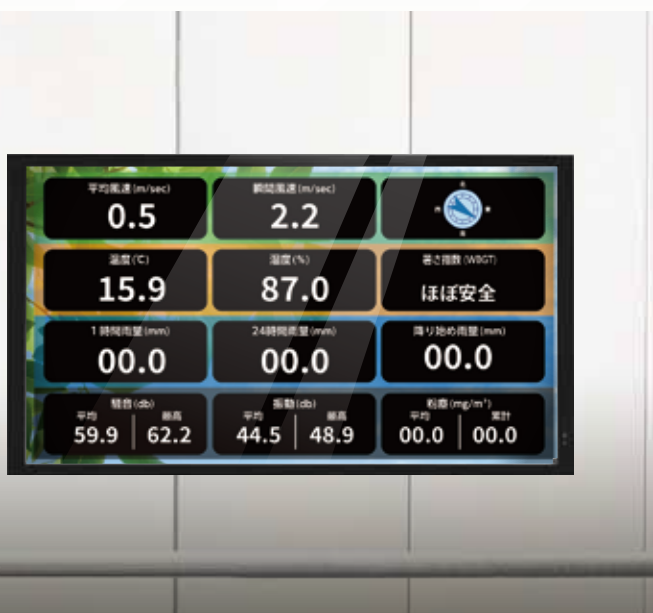 平均風速(m/sec)
0.5
瞬間風速(m/sec)
2.2
温度(℃)
15.9
湿度(%)
87.0
暑さ指数(WBGT)
ほぼ安全
1時間雨量(mm)
00.0
24時間雨量(mm)
00.0
降り始め雨量(mm)
00.0
騒音(db)
平均 最高
59.9 62.2
振動(db)
平均 最高
44.5 48.9
粉塵(mg/m³)
平均 累計
00.0 00.0